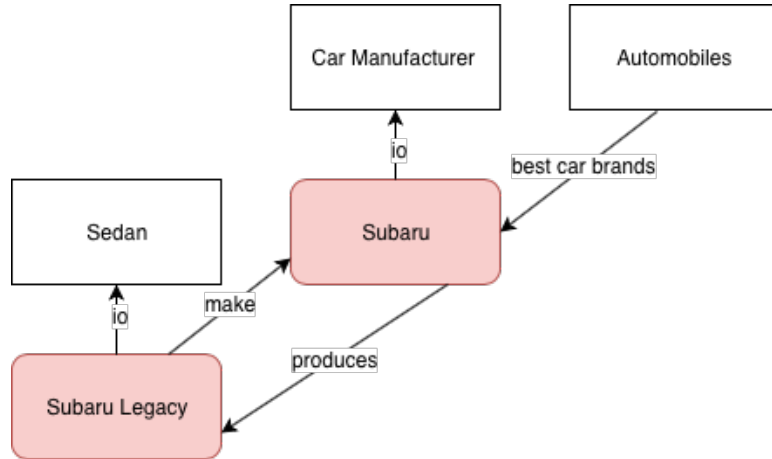 Car Manufacturer
Automobiles
io
best car brands
Sedan
Subaru
io
make
produces
Subaru Legacy